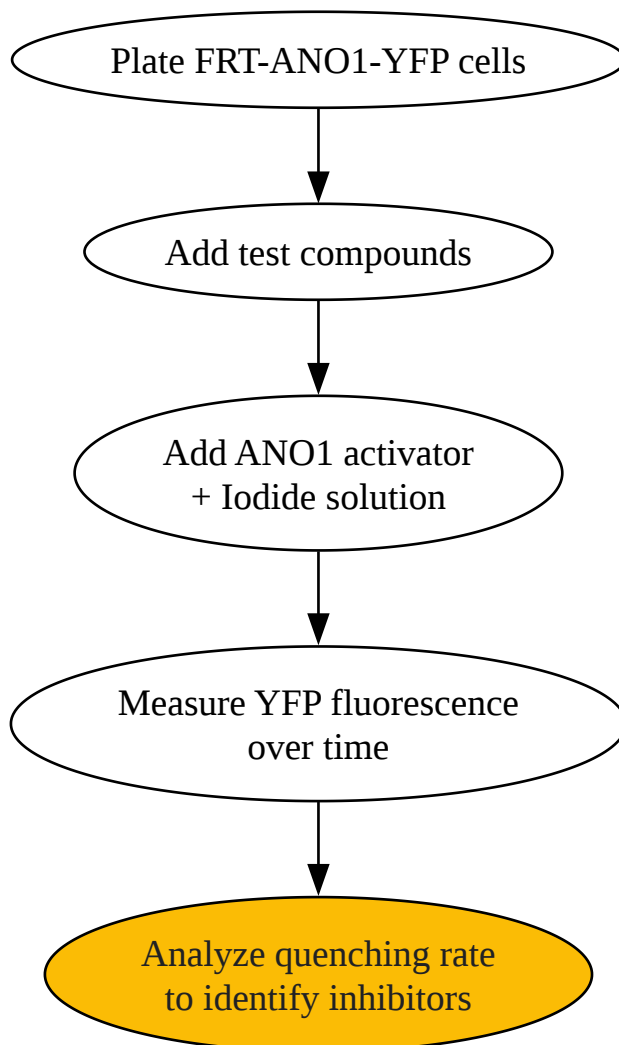 Plate FRT-ANO1-YFP cells
Add test compounds
Add ANO1 activator
+ Iodide solution
Measure YFP fluorescence
over time
Analyze quenching rate
to identify inhibitors